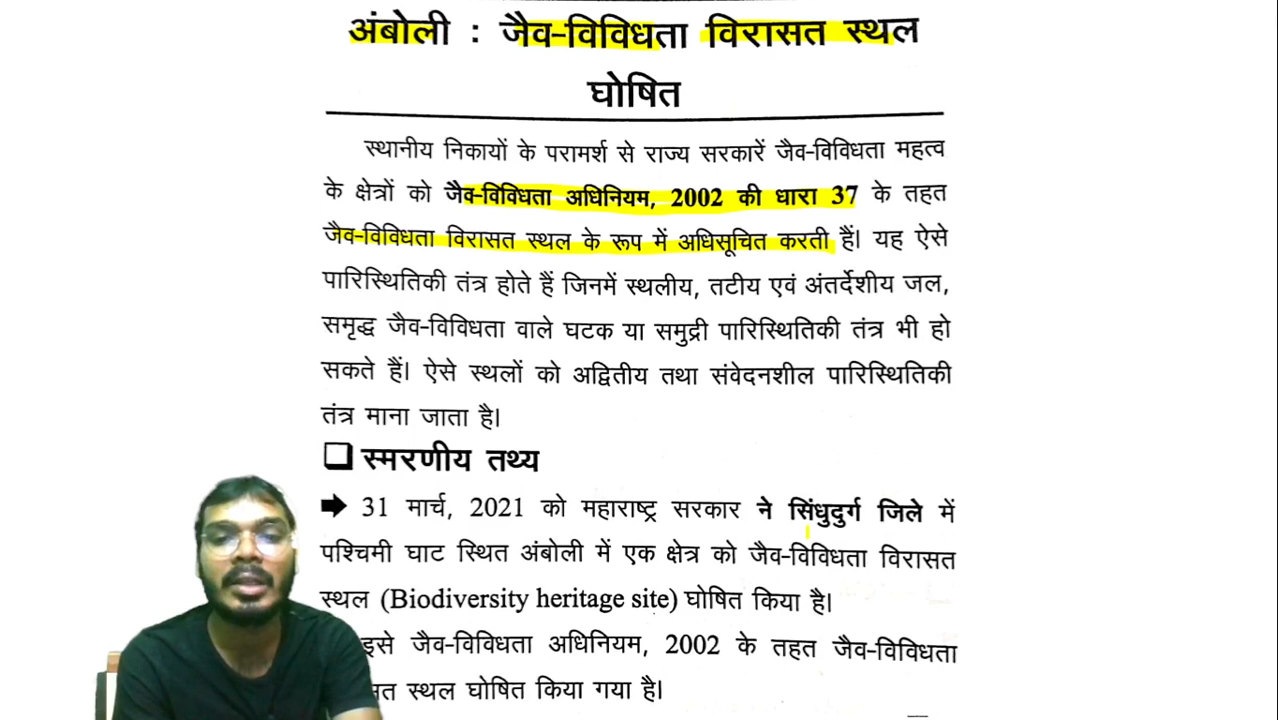 अंबोली : जैव-विविधता विरासत स्थल
घोषित
स्थानीय निकायों के परामर्श से राज्य सरकारें जैव-विविधता महत्व
के क्षेत्रों को जैव-विविधता अधिनियम, 2002 की धारा 37 के तहत
जैव-विविधता विरासत स्थल के रूप में अधिसूचित करती हैं। यह ऐसे
पारिस्थितिकी तंत्र होते हैं जिनमें स्थलीय, तटीय एवं अंतर्देशीय जल,
समृद्ध जैव-विविधता वाले घटक या समुद्री पारिस्थितिकी तंत्र भी हो
सकते हैं। ऐसे स्थलों को अद्वितीय तथा संवेदनशील पारिस्थितिकी
तंत्र माना जाता है।
❑ स्मरणीय तथ्य
➡ 31 मार्च, 2021 को महाराष्ट्र सरकार ने सिंधुदुर्ग जिले में
पश्चिमी घाट स्थित अंबोली में एक क्षेत्र को जैव-विविधता विरासत
स्थल (Biodiversity heritage site) घोषित किया है।
इसे जैव-विविधता अधिनियम, 2002 के तहत जैव-विविधता
स्थल घोषित किया गया है।